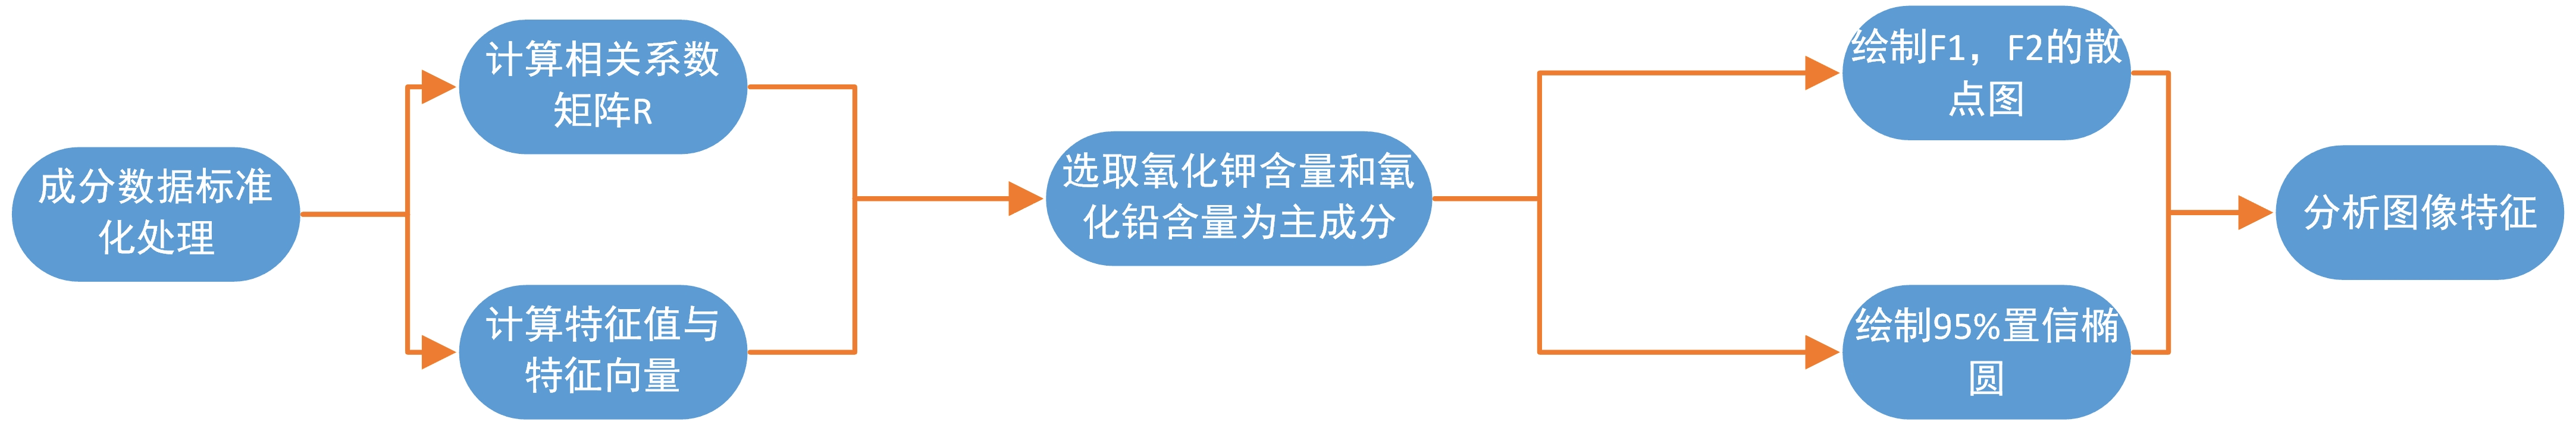 成分数据标准
化处理
计算相关系数
矩阵R
计算特征值与
特征向量
选取氧化钾含量和氧
化铅含量为主成分
绘制F1，F2的散
点图
绘制95%置信椭
圆
分析图像特征